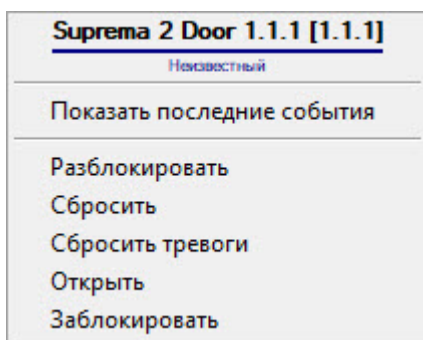 Suprema 2 Door 1.1.1 [1.1.1]
Неизвестный
Показать последние события
Разблокировать
Сбросить
Сбросить тревоги
Открыть
Заблокировать